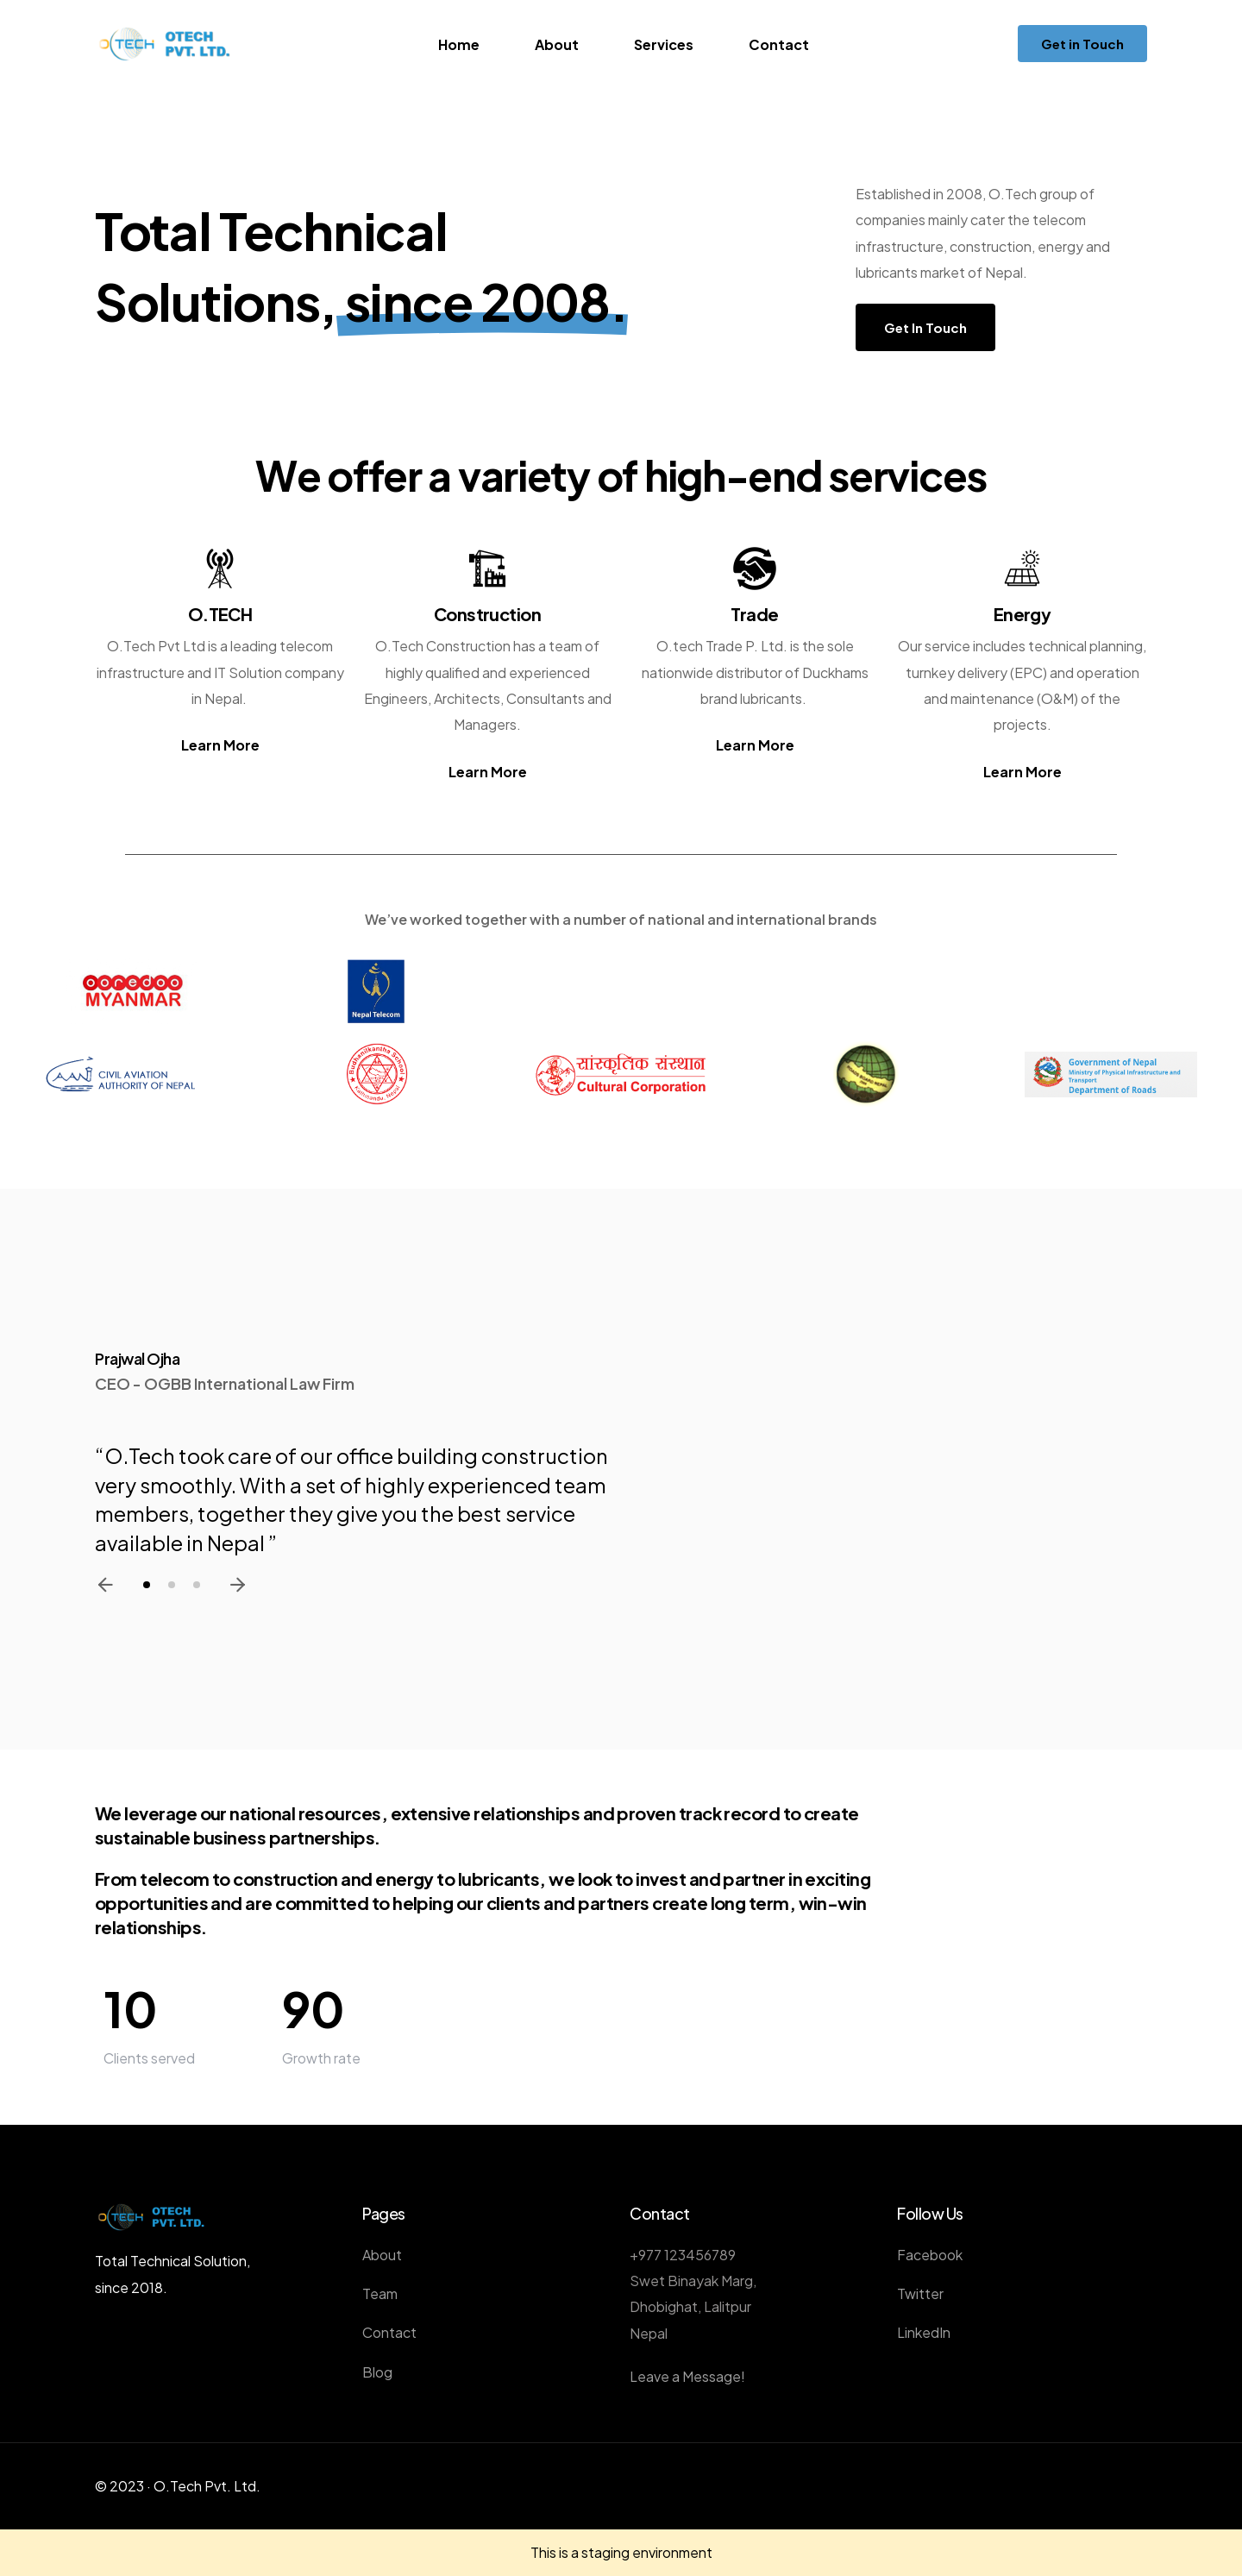 OTECH
OTECH
PVT. LTD.
Home
About
Services
Contact
Get in Touch
Total Technical
Solutions, since 2008.
Established in 2008, O.Tech group of
companies mainly cater the telecom
infrastructure, construction, energy and
lubricants market of Nepal.
Get In Touch
We offer a variety of high-end services
O.TECH
O.Tech Pvt Ltd is a leading telecom
infrastructure and IT Solution company
in Nepal.
Learn More
Construction
O.Tech Construction has a team of
highly qualified and experienced
Engineers, Architects, Consultants and
Managers.
Learn More
Trade
O.tech Trade P. Ltd. is the sole
nationwide distributor of Duckhams
brand lubricants.
Learn More
Energy
Our service includes technical planning,
turnkey delivery (EPC) and operation
and maintenance (O&M) of the
projects.
Learn More
We've worked together with a number of national and international brands
ooredoo
MYANMAR
Nepal Telecom
CIVIL AVIATION
AUTHORITY OF NEPAL
Budhanilkantha School
Kathmandu, Nepal
सांस्कृतिक संस्थान
Cultural Corporation
Government of Nepal
Ministry of Physical Infrastructure and
Transport
Department of Roads
Prajwal Ojha
CEO - OGBB International Law Firm
“O.Tech took care of our office building construction
very smoothly. With a set of highly experienced team
members, together they give you the best service
available in Nepal ”
We leverage our national resources, extensive relationships and proven track record to create
sustainable business partnerships.
From telecom to construction and energy to lubricants, we look to invest and partner in exciting
opportunities and are committed to helping our clients and partners create long term, win-win
relationships.
10
Clients served
90
Growth rate
OTECH
OTECH
PVT. LTD.
Total Technical Solution,
since 2018.
Pages
About
Team
Contact
Blog
Contact
+977 123456789
Swet Binayak Marg,
Dhobighat, Lalitpur
Nepal
Leave a Message!
Follow Us
Facebook
Twitter
LinkedIn
© 2023 · O.Tech Pvt. Ltd.
This is a staging environment